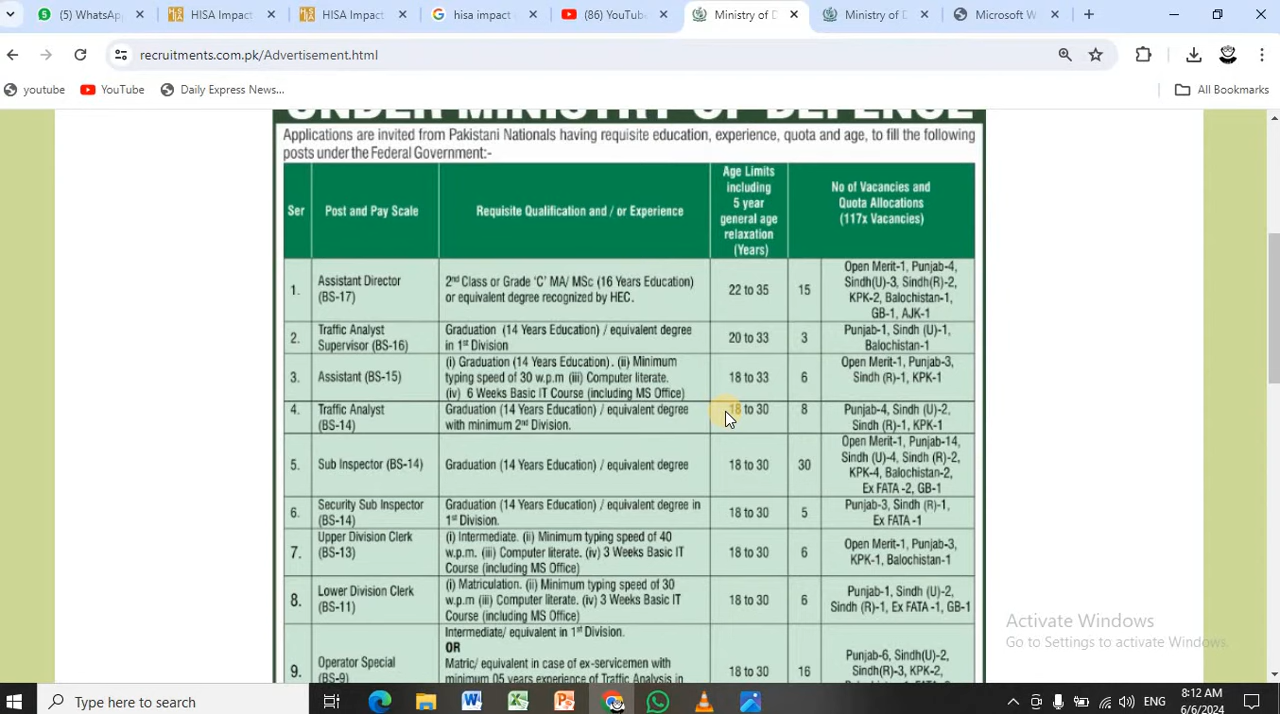 (5) WhatsA
HISA Impact
HISA Impact
hisa impact
(86) YouTube
Ministry of D
Ministry of D
Microsoft W
recruitments.com.pk/Advertisement.html
youtube
YouTube
Daily Express News...
All Bookmarks
UNDER MINISTRY OF DEFENCE
Applications are invited from Pakistani Nationals having requisite education, experience, quota and age, to fill the following
posts under the Federal Government:-
Ser
Post and Pay Scale
Requisite Qualification and / or Experience
Age Limits
including
5 year
general age
relaxation
(Years)
No of Vacancies and
Quota Allocations
(117x Vacancies)
1.
Assistant Director
(BS-17)
2nd Class or Grade 'C' MA/ MSc (16 Years Education)
or equivalent degree recognized by HEC.
22 to 35
15
Open Merit-1, Punjab-4,
Sindh(U)-3, Sindh(R)-2,
KPK-2, Balochistan-1,
GB-1, AJK-1
2.
Traffic Analyst
Supervisor (BS-16)
Graduation (14 Years Education) / equivalent degree
in 1st Division
20 to 33
3
Punjab-1, Sindh (U)-1,
Balochistan-1
3.
Assistant (BS-15)
(i) Graduation (14 Years Education). (ii) Minimum
typing speed of 30 w.p.m (iii) Computer literate.
(iv) 6 Weeks Basic IT Course (including MS Office)
18 to 33
6
Open Merit-1, Punjab-3,
Sindh (R)-1, KPK-1
4.
Traffic Analyst
(BS-14)
Graduation (14 Years Education) / equivalent degree
with minimum 2nd Division.
18 to 30
8
Punjab-4, Sindh (U)-2,
Sindh (R)-1, KPK-1
5.
Sub Inspector (BS-14)
Graduation (14 Years Education) / equivalent degree
18 to 30
30
Open Merit-1, Punjab-14,
Sindh (U)-4, Sindh (R)-2,
KPK-4, Balochistan-2,
Ex FATA -2, GB-1
6.
Security Sub Inspector
(BS-14)
Graduation (14 Years Education) / equivalent degree in
1st Division.
18 to 30
5
Punjab-3, Sindh (R)-1,
Ex FATA -1
7.
Upper Division Clerk
(BS-13)
(i) Intermediate. (ii) Minimum typing speed of 40
w.p.m. (iii) Computer literate. (iv) 3 Weeks Basic IT
Course (including MS Office)
18 to 30
6
Open Merit-1, Punjab-3,
KPK-1, Balochistan-1
8.
Lower Division Clerk
(BS-11)
(i) Matriculation. (ii) Minimum typing speed of 30
w.p.m (iii) Computer literate. (iv) 3 Weeks Basic IT
Course (including MS Office)
18 to 30
6
Punjab-1, Sindh (U)-2,
Sindh (R)-1, Ex FATA -1, GB-1
9.
Operator Special
(BS-9)
Intermediate/ equivalent in 1st Division.
OR
Matric/ equivalent in case of ex-servicemen with
minimum 05 years experience of Traffic Analysis in
18 to 30
16
Punjab-6, Sindh(U)-2,
Sindh(R)-3, KPK-2,
Activate Windows
Go to Settings to activate Windows.
Type here to search
ENG
8:12 AM
6/6/2024